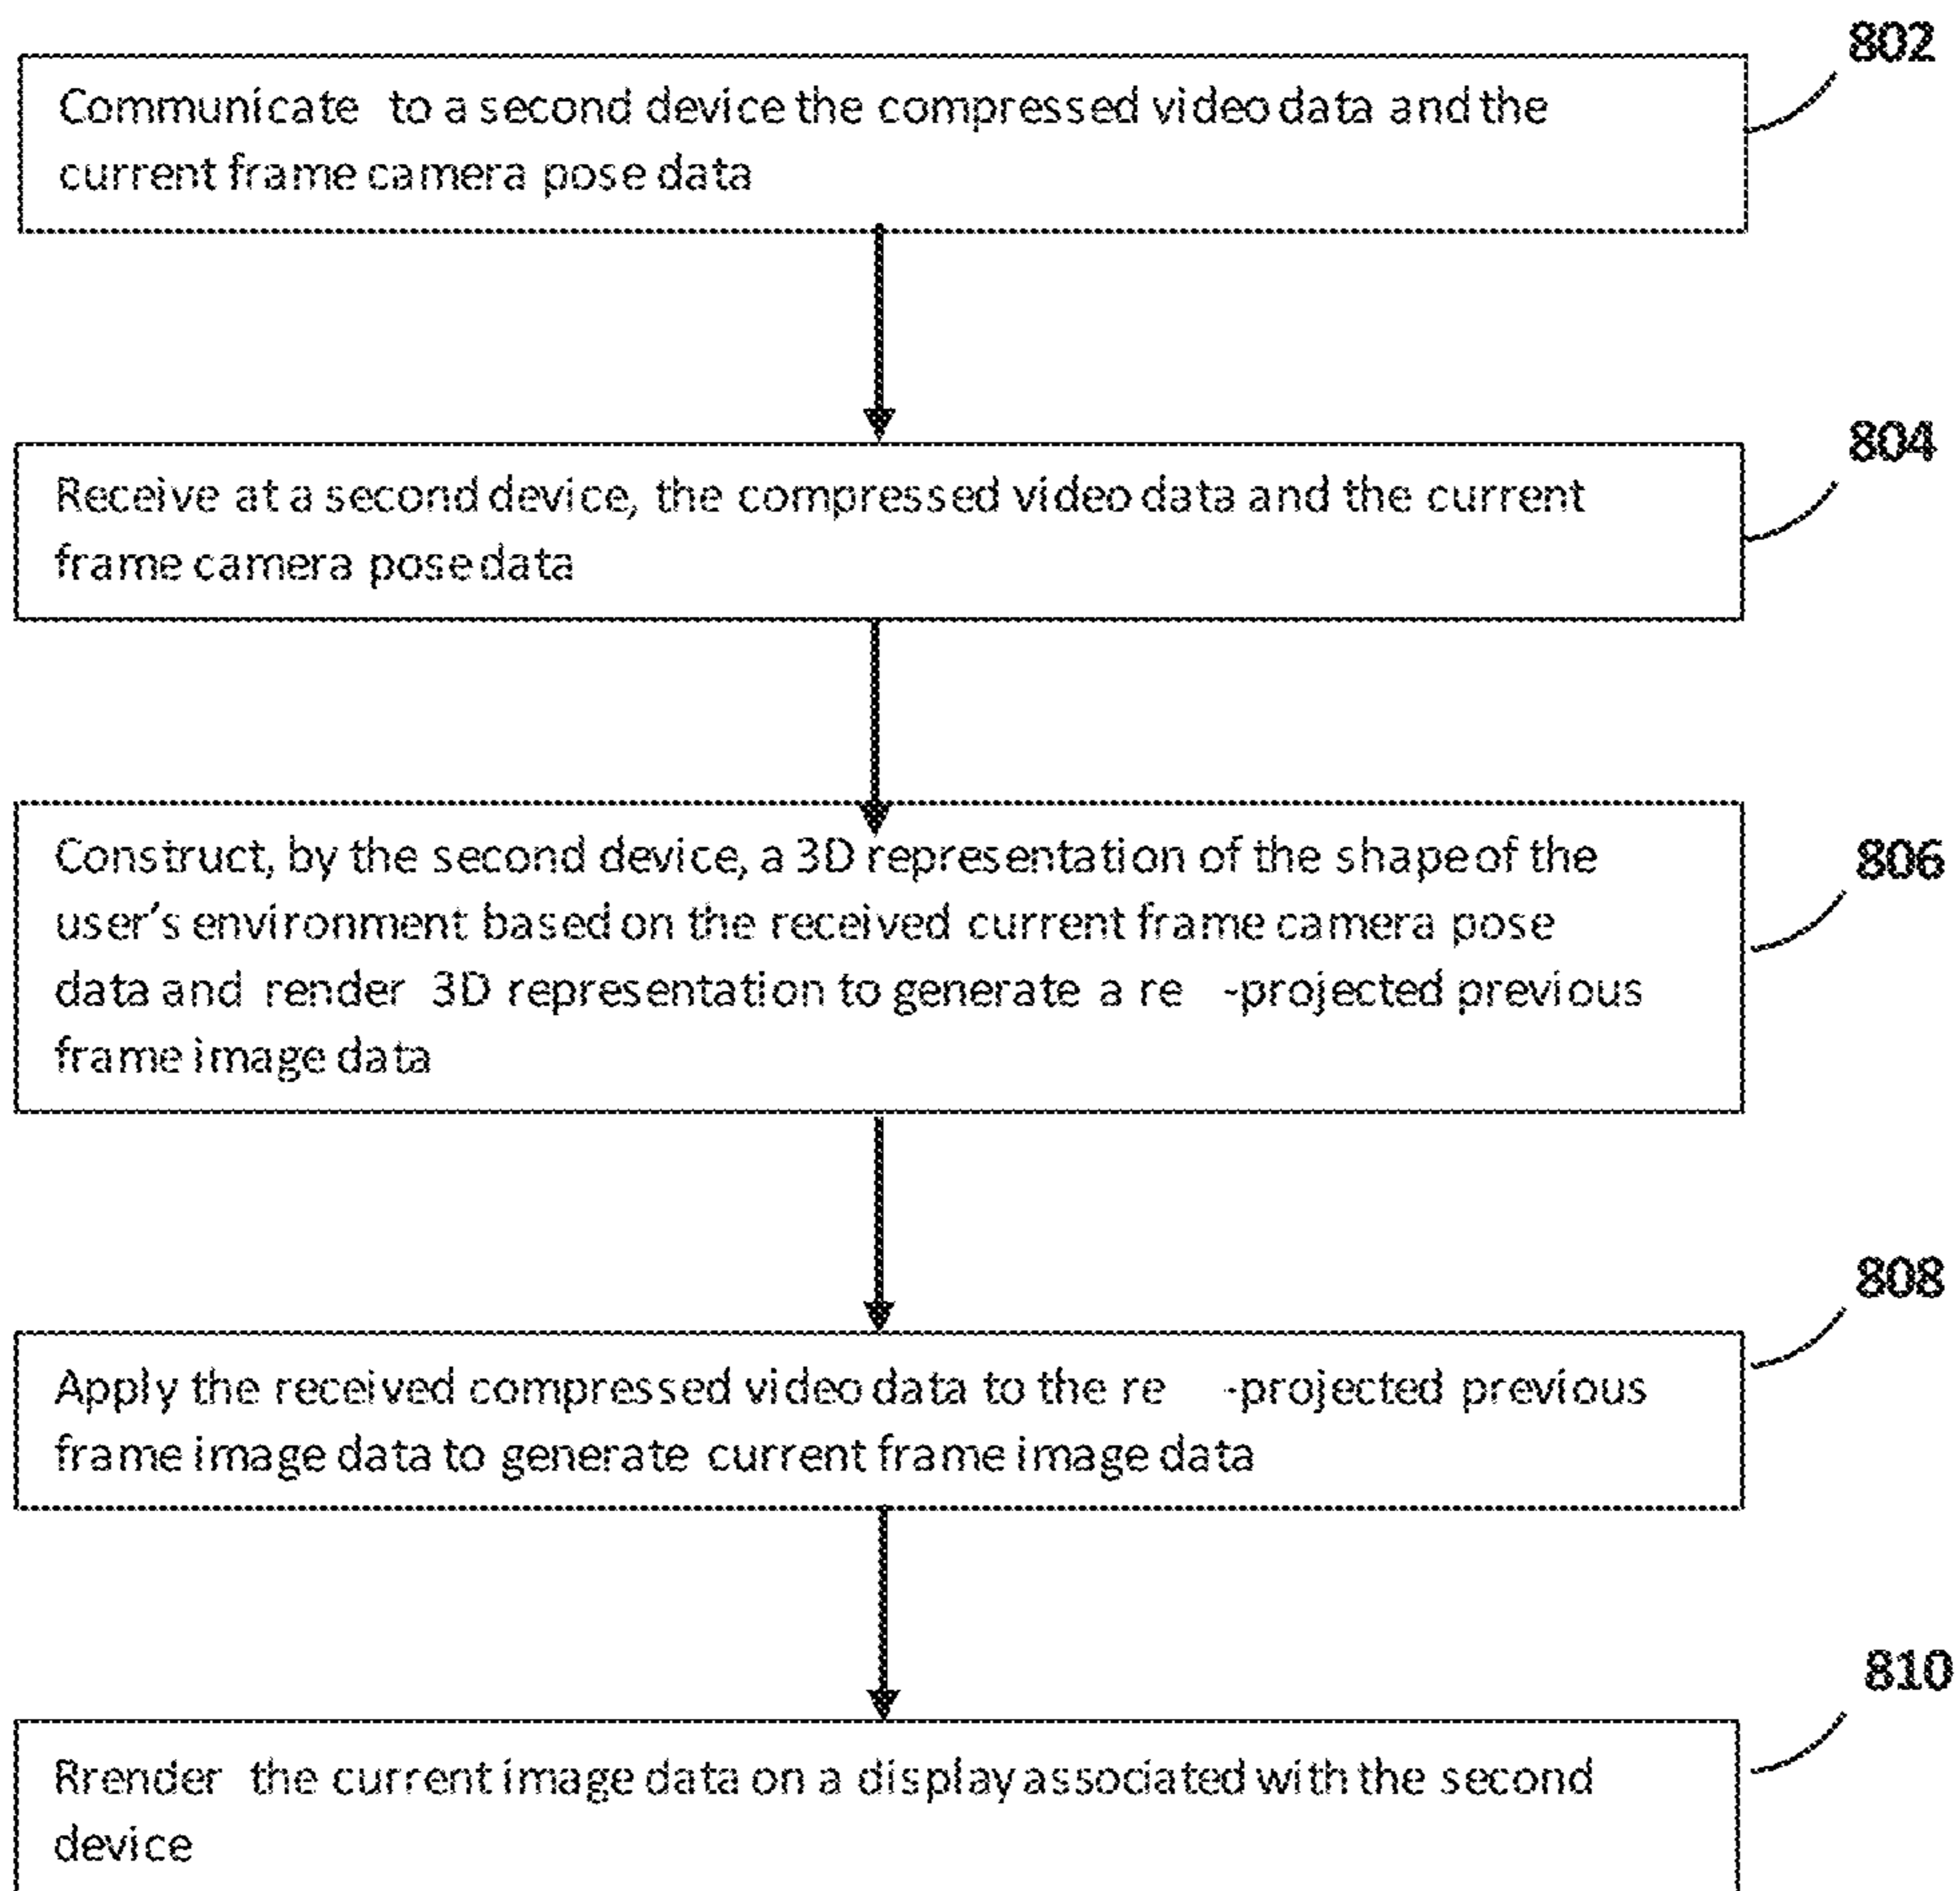 802
Communicate to a second device the compressed video data and the
current frame camera pose data
804
Receive at a second device, the compressed video data and the current
frame camera pose data
806
Construct, by the second device, a 3D representation of the shape of the
user's environment based on the received current frame camera pose
data and render 3D representation to generate a re -projected previous
frame image data
808
Apply the received compressed video data to the re -projected previous
frame image data to generate current frame image data
810
Rrender the current image data on a display associated with the second
device